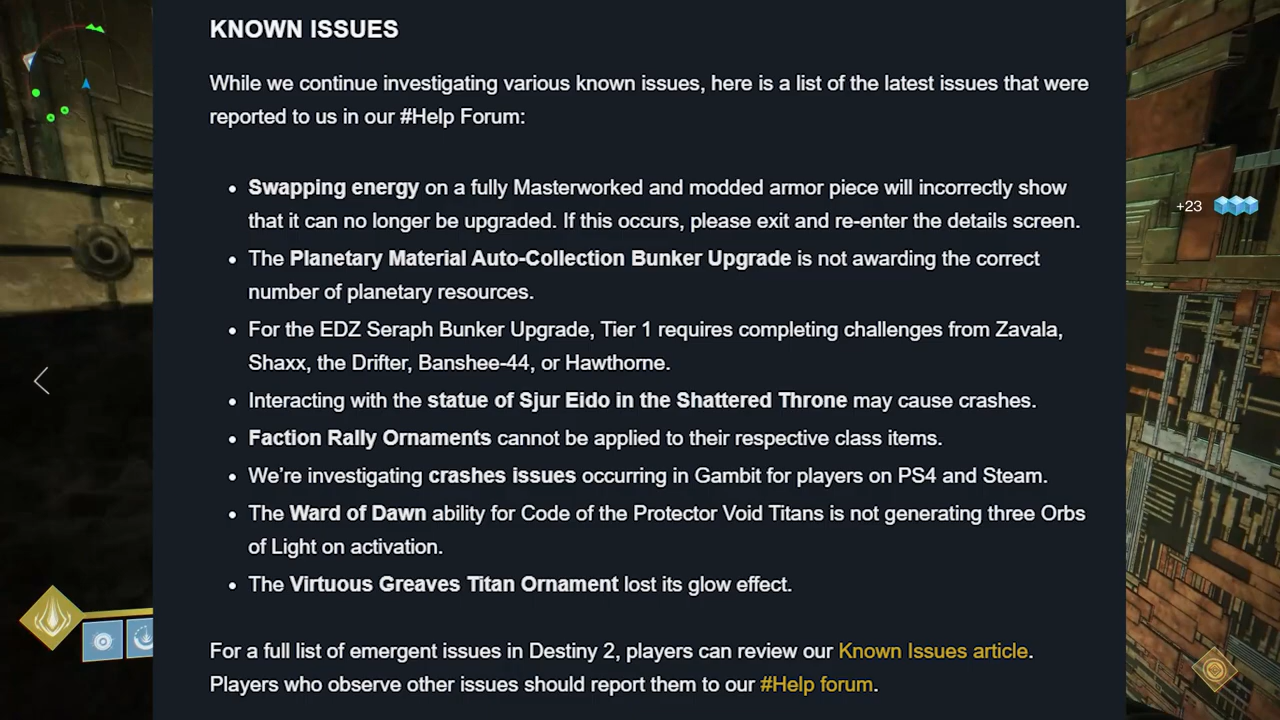 KNOWN ISSUES
While we continue investigating various known issues, here is a list of the latest issues that were
reported to us in our #Help Forum:
• Swapping energy on a fully Masterworked and modded armor piece will incorrectly show
that it can no longer be upgraded. If this occurs, please exit and re-enter the details screen.
• The Planetary Material Auto-Collection Bunker Upgrade is not awarding the correct
number of planetary resources.
• For the EDZ Seraph Bunker Upgrade, Tier 1 requires completing challenges from Zavala,
Shaxx, the Drifter, Banshee-44, or Hawthorne.
• Interacting with the statue of Sjur Eido in the Shattered Throne may cause crashes.
• Faction Rally Ornaments cannot be applied to their respective class items.
• We’re investigating crashes issues occurring in Gambit for players on PS4 and Steam.
• The Ward of Dawn ability for Code of the Protector Void Titans is not generating three Orbs
of Light on activation.
• The Virtuous Greaves Titan Ornament lost its glow effect.
For a full list of emergent issues in Destiny 2, players can review our Known Issues article.
Players who observe other issues should report them to our #Help forum.
+23